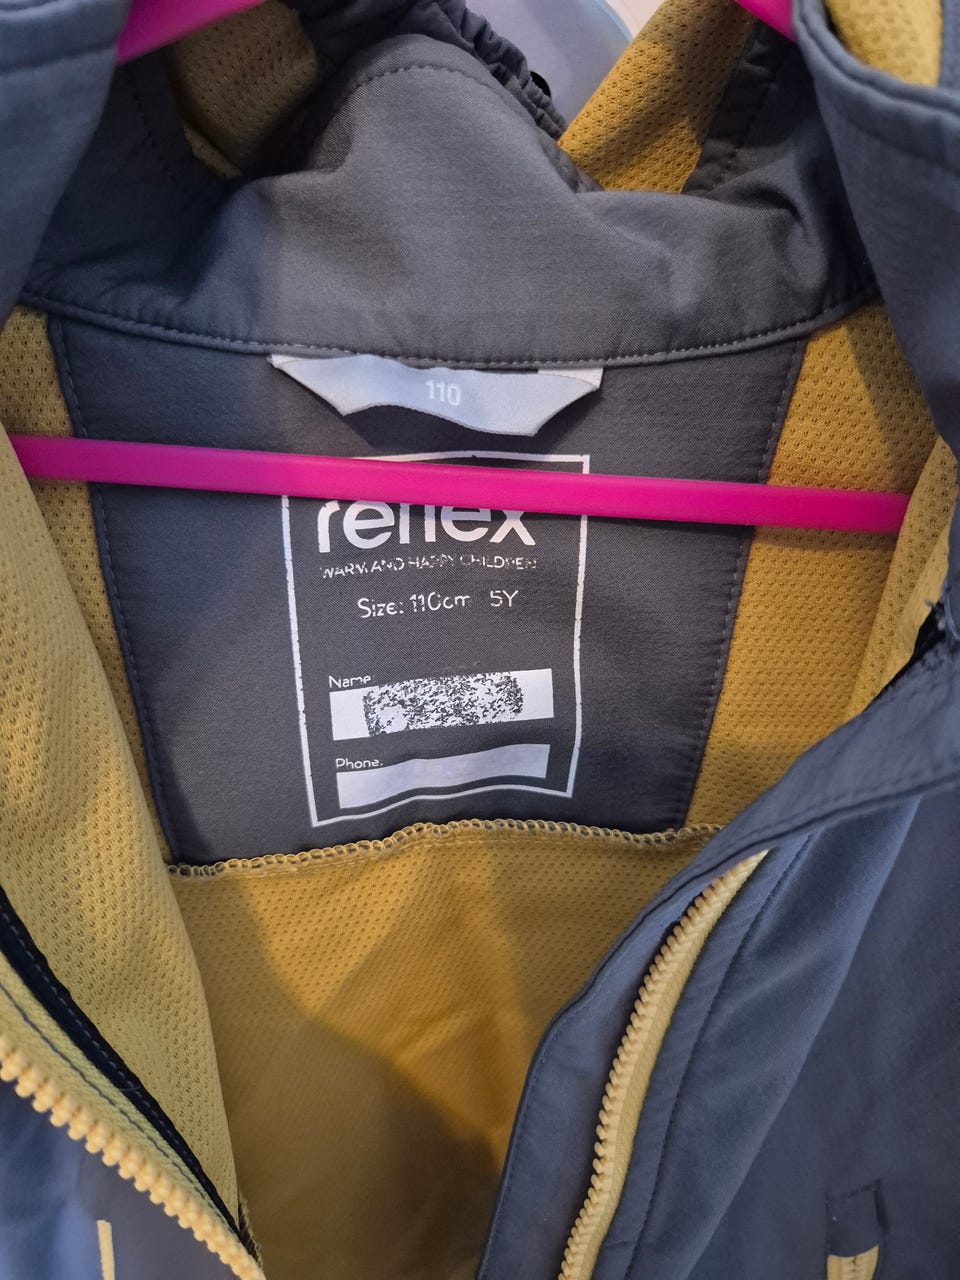 110
reflex
WARM AND HAPPY CHILDREN
Size: 110cm 5Y
Name
Phone.